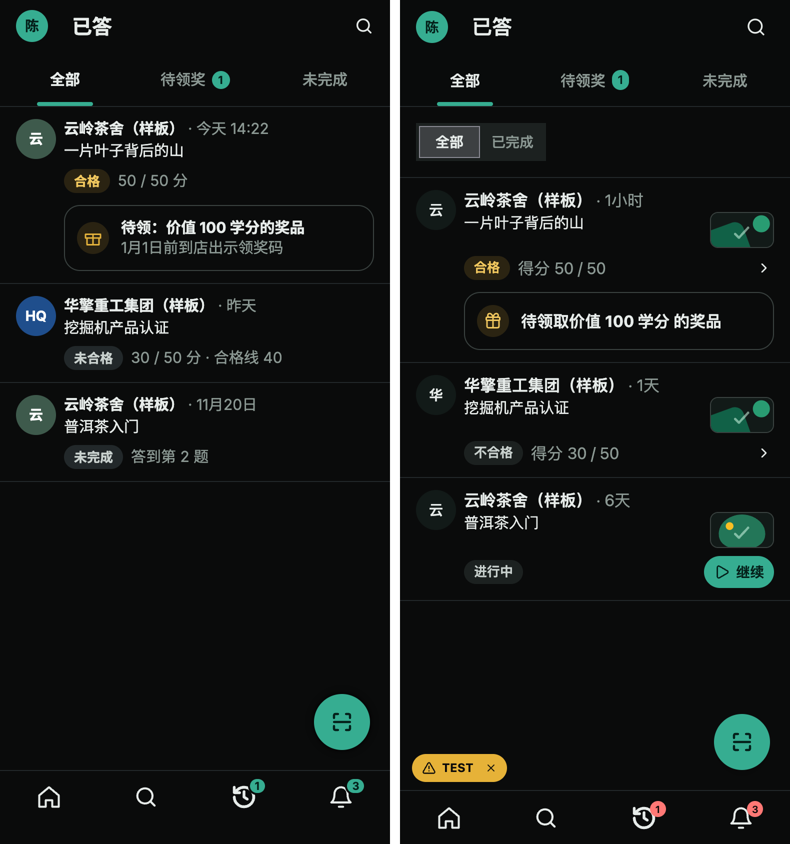 陈 已答
全部 待领奖 1 未完成
云 云岭茶舍（样板） · 今天 14:22
一片叶子背后的山
合格 50 / 50 分
待领：价值 100 学分的奖品
1月1日前到店出示领奖码
HQ 华擎重工集团（样板） · 昨天
挖掘机产品认证
未合格 30 / 50 分 · 合格线 40
云 云岭茶舍（样板） · 11月20日
普洱茶入门
未完成 答到第 2 题
1 3
陈 已答
全部 待领奖 1 未完成
全部 已完成
云 云岭茶舍（样板） · 1小时
一片叶子背后的山
合格 得分 50 / 50
待领取价值 100 学分 的奖品
华 华擎重工集团（样板） · 1天
挖掘机产品认证
不合格 得分 30 / 50
云 云岭茶舍（样板） · 6天
普洱茶入门
进行中 继续
TEST
1 3